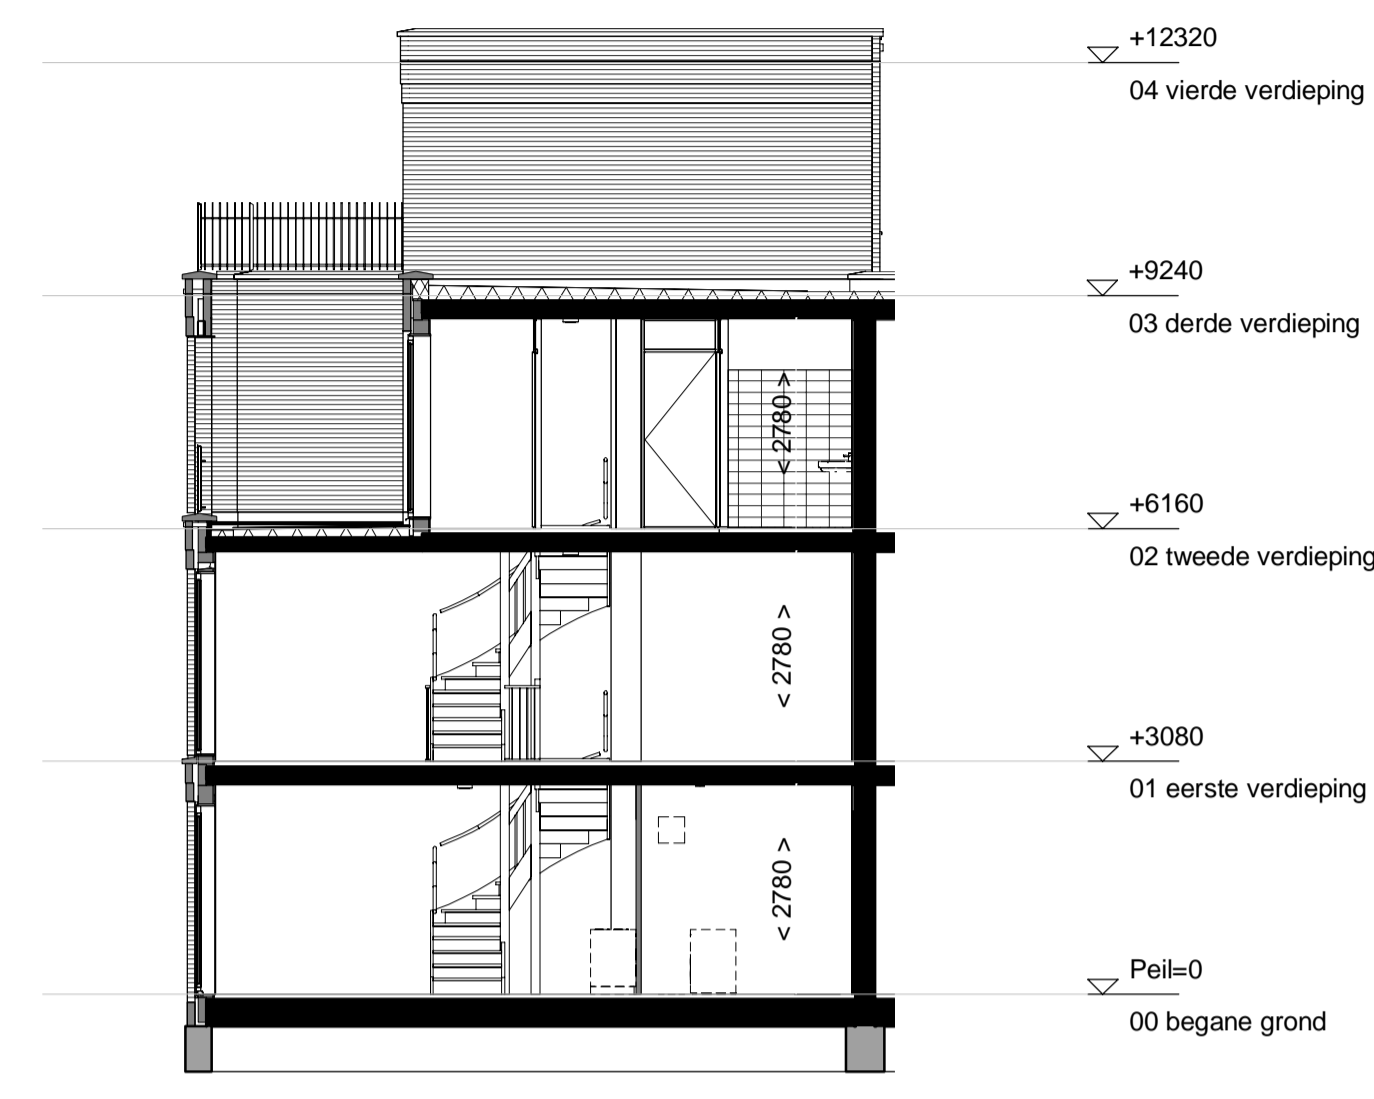 +12320
04 vierde verdieping
+9240
03 derde verdieping
< 2780 >
+6160
02 tweede verdieping
< 2780 >
+3080
01 eerste verdieping
< 2780 >
Peil=0
00 begane grond